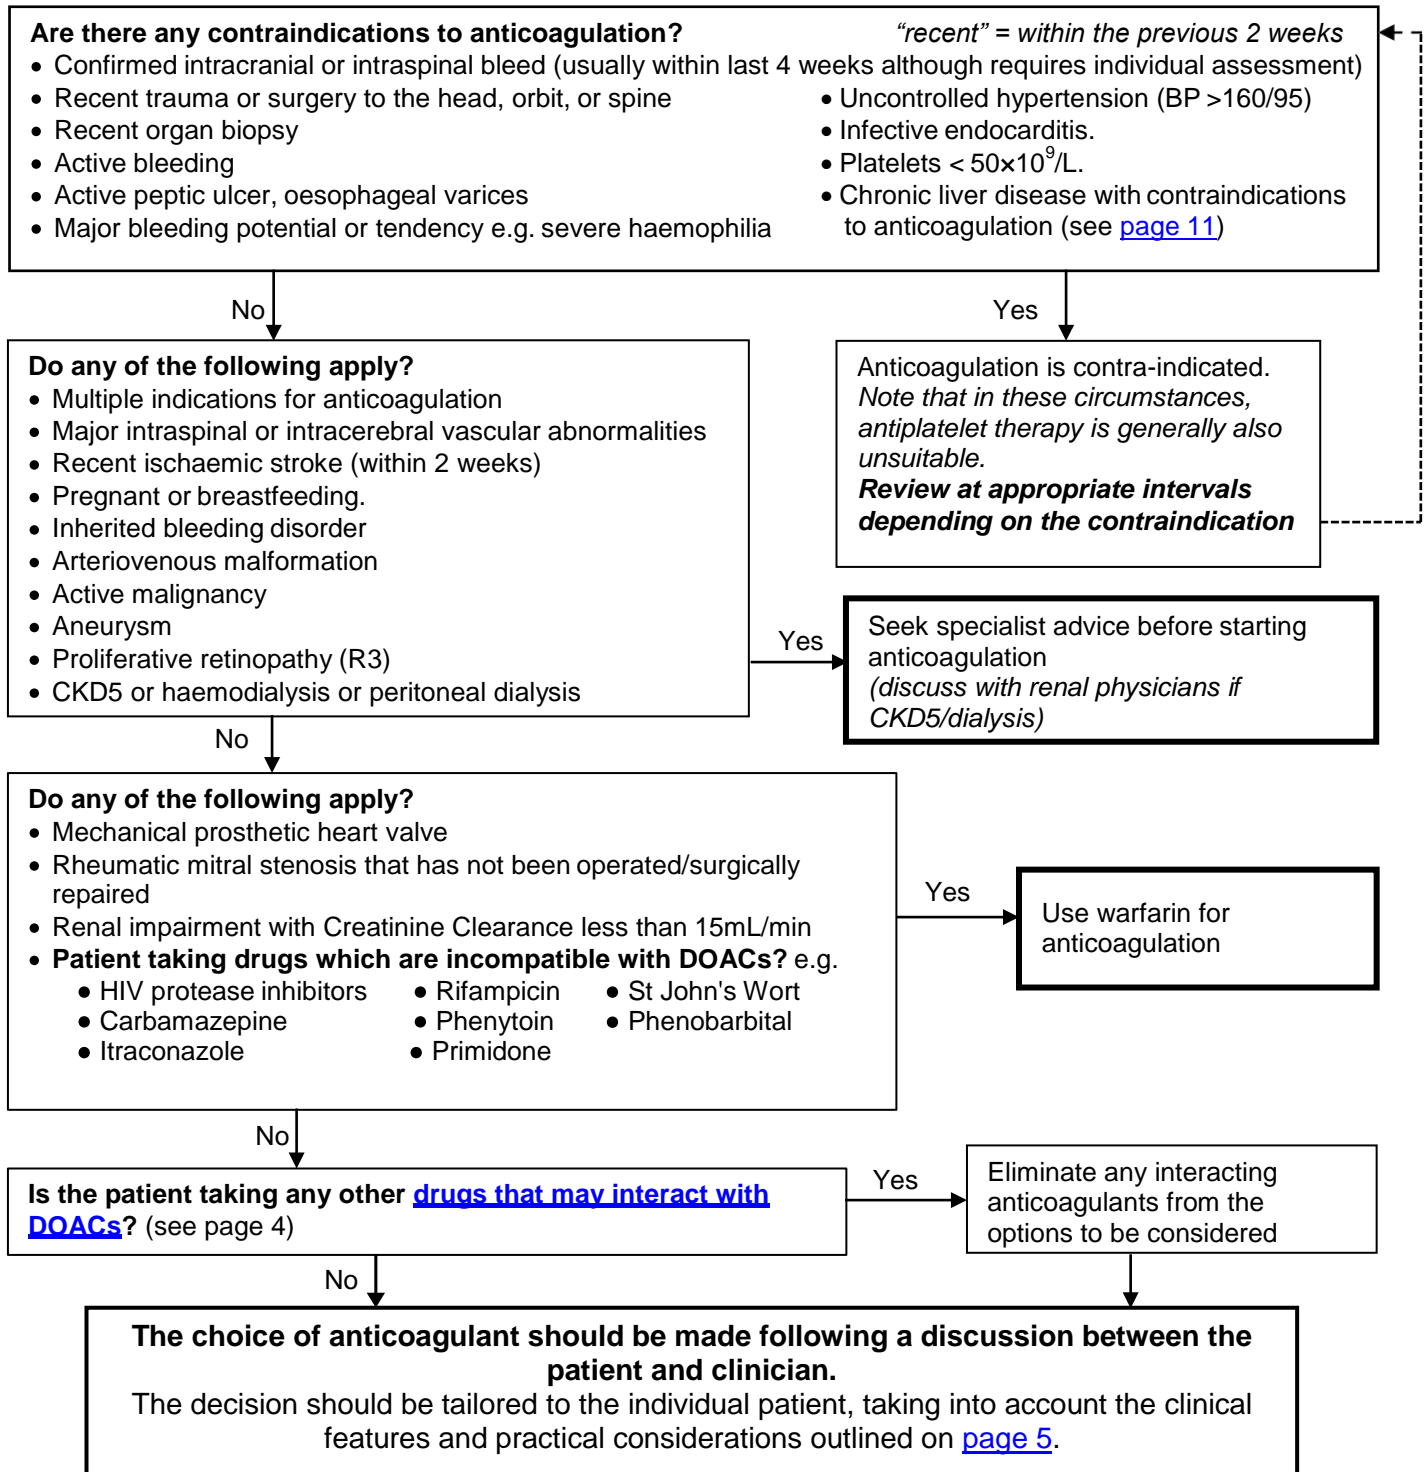 Are there any contraindications to anticoagulation? "recent" = within the previous 2 weeks
• Confirmed intracranial or intraspinal bleed (usually within last 4 weeks although requires individual assessment)
• Recent trauma or surgery to the head, orbit, or spine
• Recent organ biopsy
• Active bleeding
• Active peptic ulcer, oesophageal varices
• Major bleeding potential or tendency e.g. severe haemophilia
• Uncontrolled hypertension (BP >160/95)
• Infective endocarditis.
• Platelets < 50×10⁹/L.
• Chronic liver disease with contraindications
to anticoagulation (see page 11)
No
Yes
Do any of the following apply?
• Multiple indications for anticoagulation
• Major intraspinal or intracerebral vascular abnormalities
• Recent ischaemic stroke (within 2 weeks)
• Pregnant or breastfeeding.
• Inherited bleeding disorder
• Arteriovenous malformation
• Active malignancy
• Aneurysm
• Proliferative retinopathy (R3)
• CKD5 or haemodialysis or peritoneal dialysis
Anticoagulation is contra-indicated.
Note that in these circumstances,
antiplatelet therapy is generally also
unsuitable.
Review at appropriate intervals
depending on the contraindication
Yes
Seek specialist advice before starting
anticoagulation
(discuss with renal physicians if
CKD5/dialysis)
No
Do any of the following apply?
• Mechanical prosthetic heart valve
• Rheumatic mitral stenosis that has not been operated/surgically
repaired
• Renal impairment with Creatinine Clearance less than 15mL/min
• Patient taking drugs which are incompatible with DOACs? e.g.
• HIV protease inhibitors • Rifampicin • St John's Wort
• Carbamazepine • Phenytoin • Phenobarbital
• Itraconazole • Primidone
Yes
Use warfarin for
anticoagulation
No
Is the patient taking any other drugs that may interact with
DOACs? (see page 4)
Yes
Eliminate any interacting
anticoagulants from the
options to be considered
No
The choice of anticoagulant should be made following a discussion between the
patient and clinician.
The decision should be tailored to the individual patient, taking into account the clinical
features and practical considerations outlined on page 5.